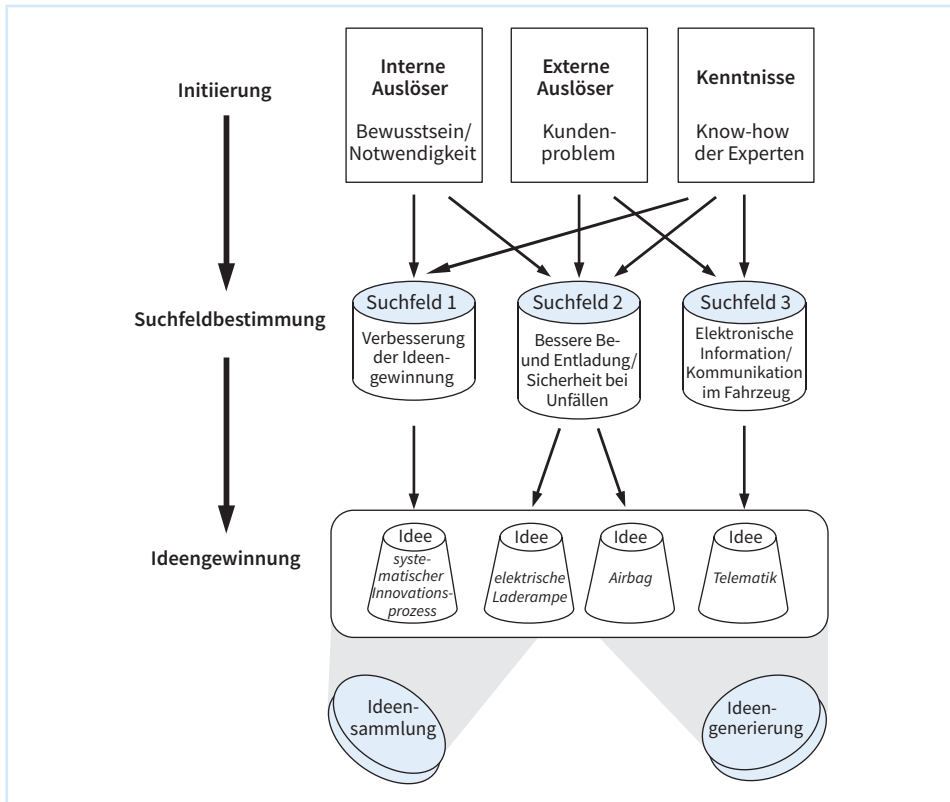 Initiierung
Interne
Auslöser
Bewusstsein/
Notwendigkeit
Externe
Auslöser
Kunden-
problem
Kenntnisse
Know-how
der Experten
Suchfeldbestimmung
Suchfeld 1
Verbesserung
der Ideen-
gewinnung
Suchfeld 2
Bessere Be-
und Entladung/
Sicherheit bei
Unfällen
Suchfeld 3
Elektronische
Information/
Kommunikation
im Fahrzeug
Ideengewinnung
Idee
syste-
matischer
Innovations-
prozess
Idee
elektrische
Laderampe
Idee
Airbag
Idee
Telematik
Ideen-
sammlung
Ideen-
generierung